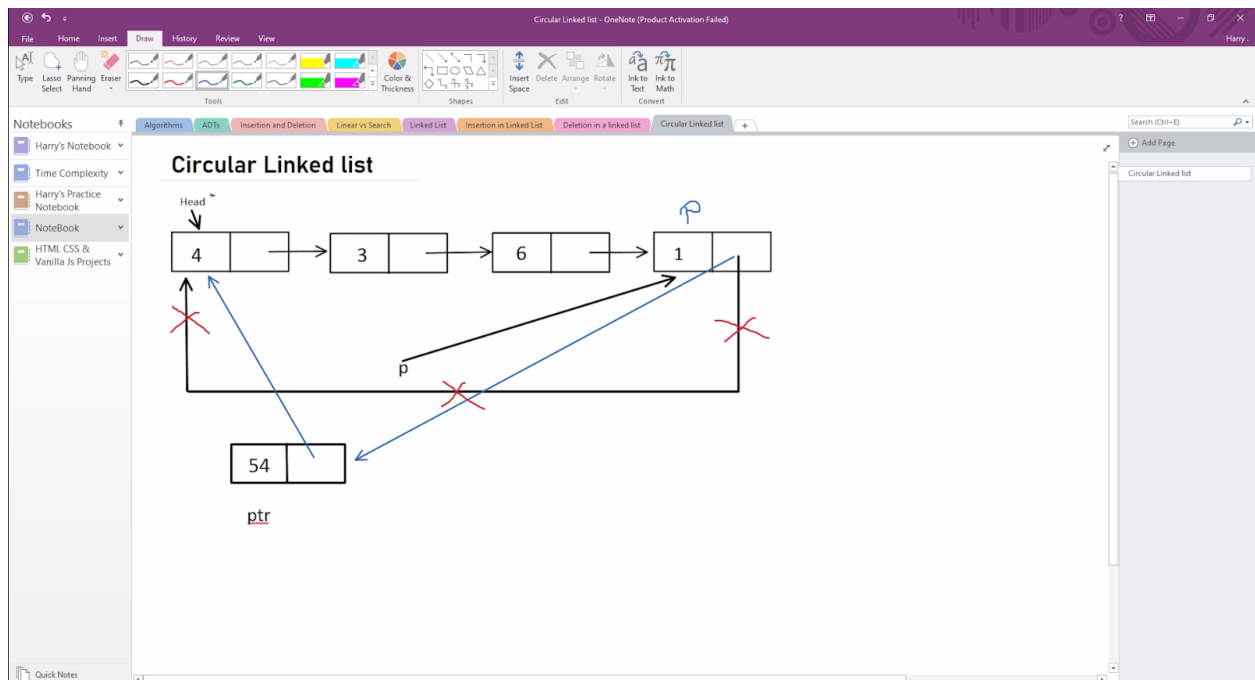 Circular Linked list - OneNote (Product Activation Failed)
? 
File Home Insert Draw History Review View
Harry .
Type
Lasso Select
Panning Hand
Eraser
Color & Thickness
Insert Space
Delete
Arrange
Rotate
Ink to Text
Ink to Math
Tools
Shapes
Edit
Convert
Notebooks
Algorithms
ADTs
Insertion and Deletion
Linear vs Search
Linked List
Insertion in Linked List
Deletion in a linked list
Circular Linked list
+
Search (Ctrl+E)
Harry's Notebook
Time Complexity
Harry's Practice
Notebook
NoteBook
HTML CSS &
Vanilla Js Projects
Add Page
Circular Linked list
Circular Linked list
Head
P
4 3 6 1
p
54
ptr
Quick Notes